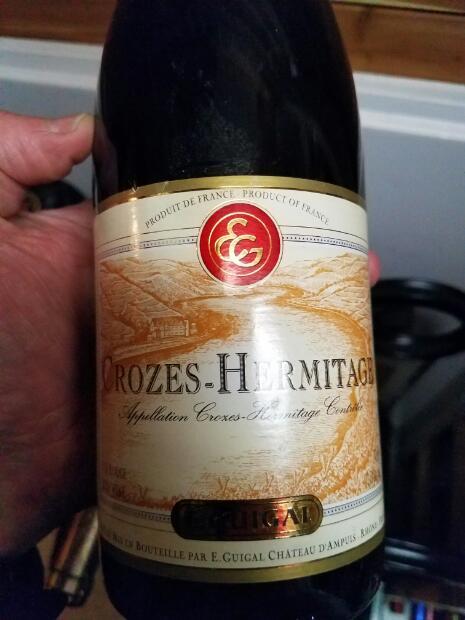 PRODUIT DE FRANCE - PRODUCT OF FRANCE
EG
CROZES-HERMITAGE
Appellation Crozes-Hermitage Contrôlée
E. GUIGAL
MIS EN BOUTEILLE PAR E. GUIGAL CHÂTEAU D'AMPUIS, RHÔNE